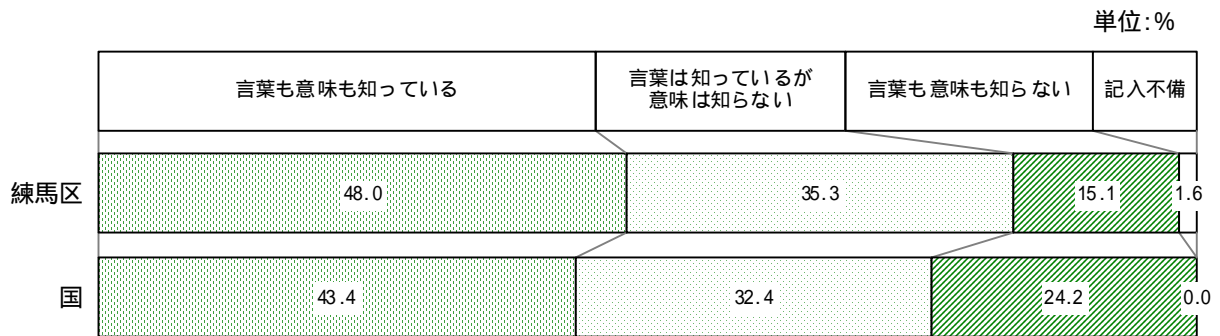 単位:%
言葉も意味も知っている
言葉は知っているが
意味は知らない
言葉も意味も知らない
記入不備
練馬区
48.0
35.3
15.1
1.6
国
43.4
32.4
24.2
0.0